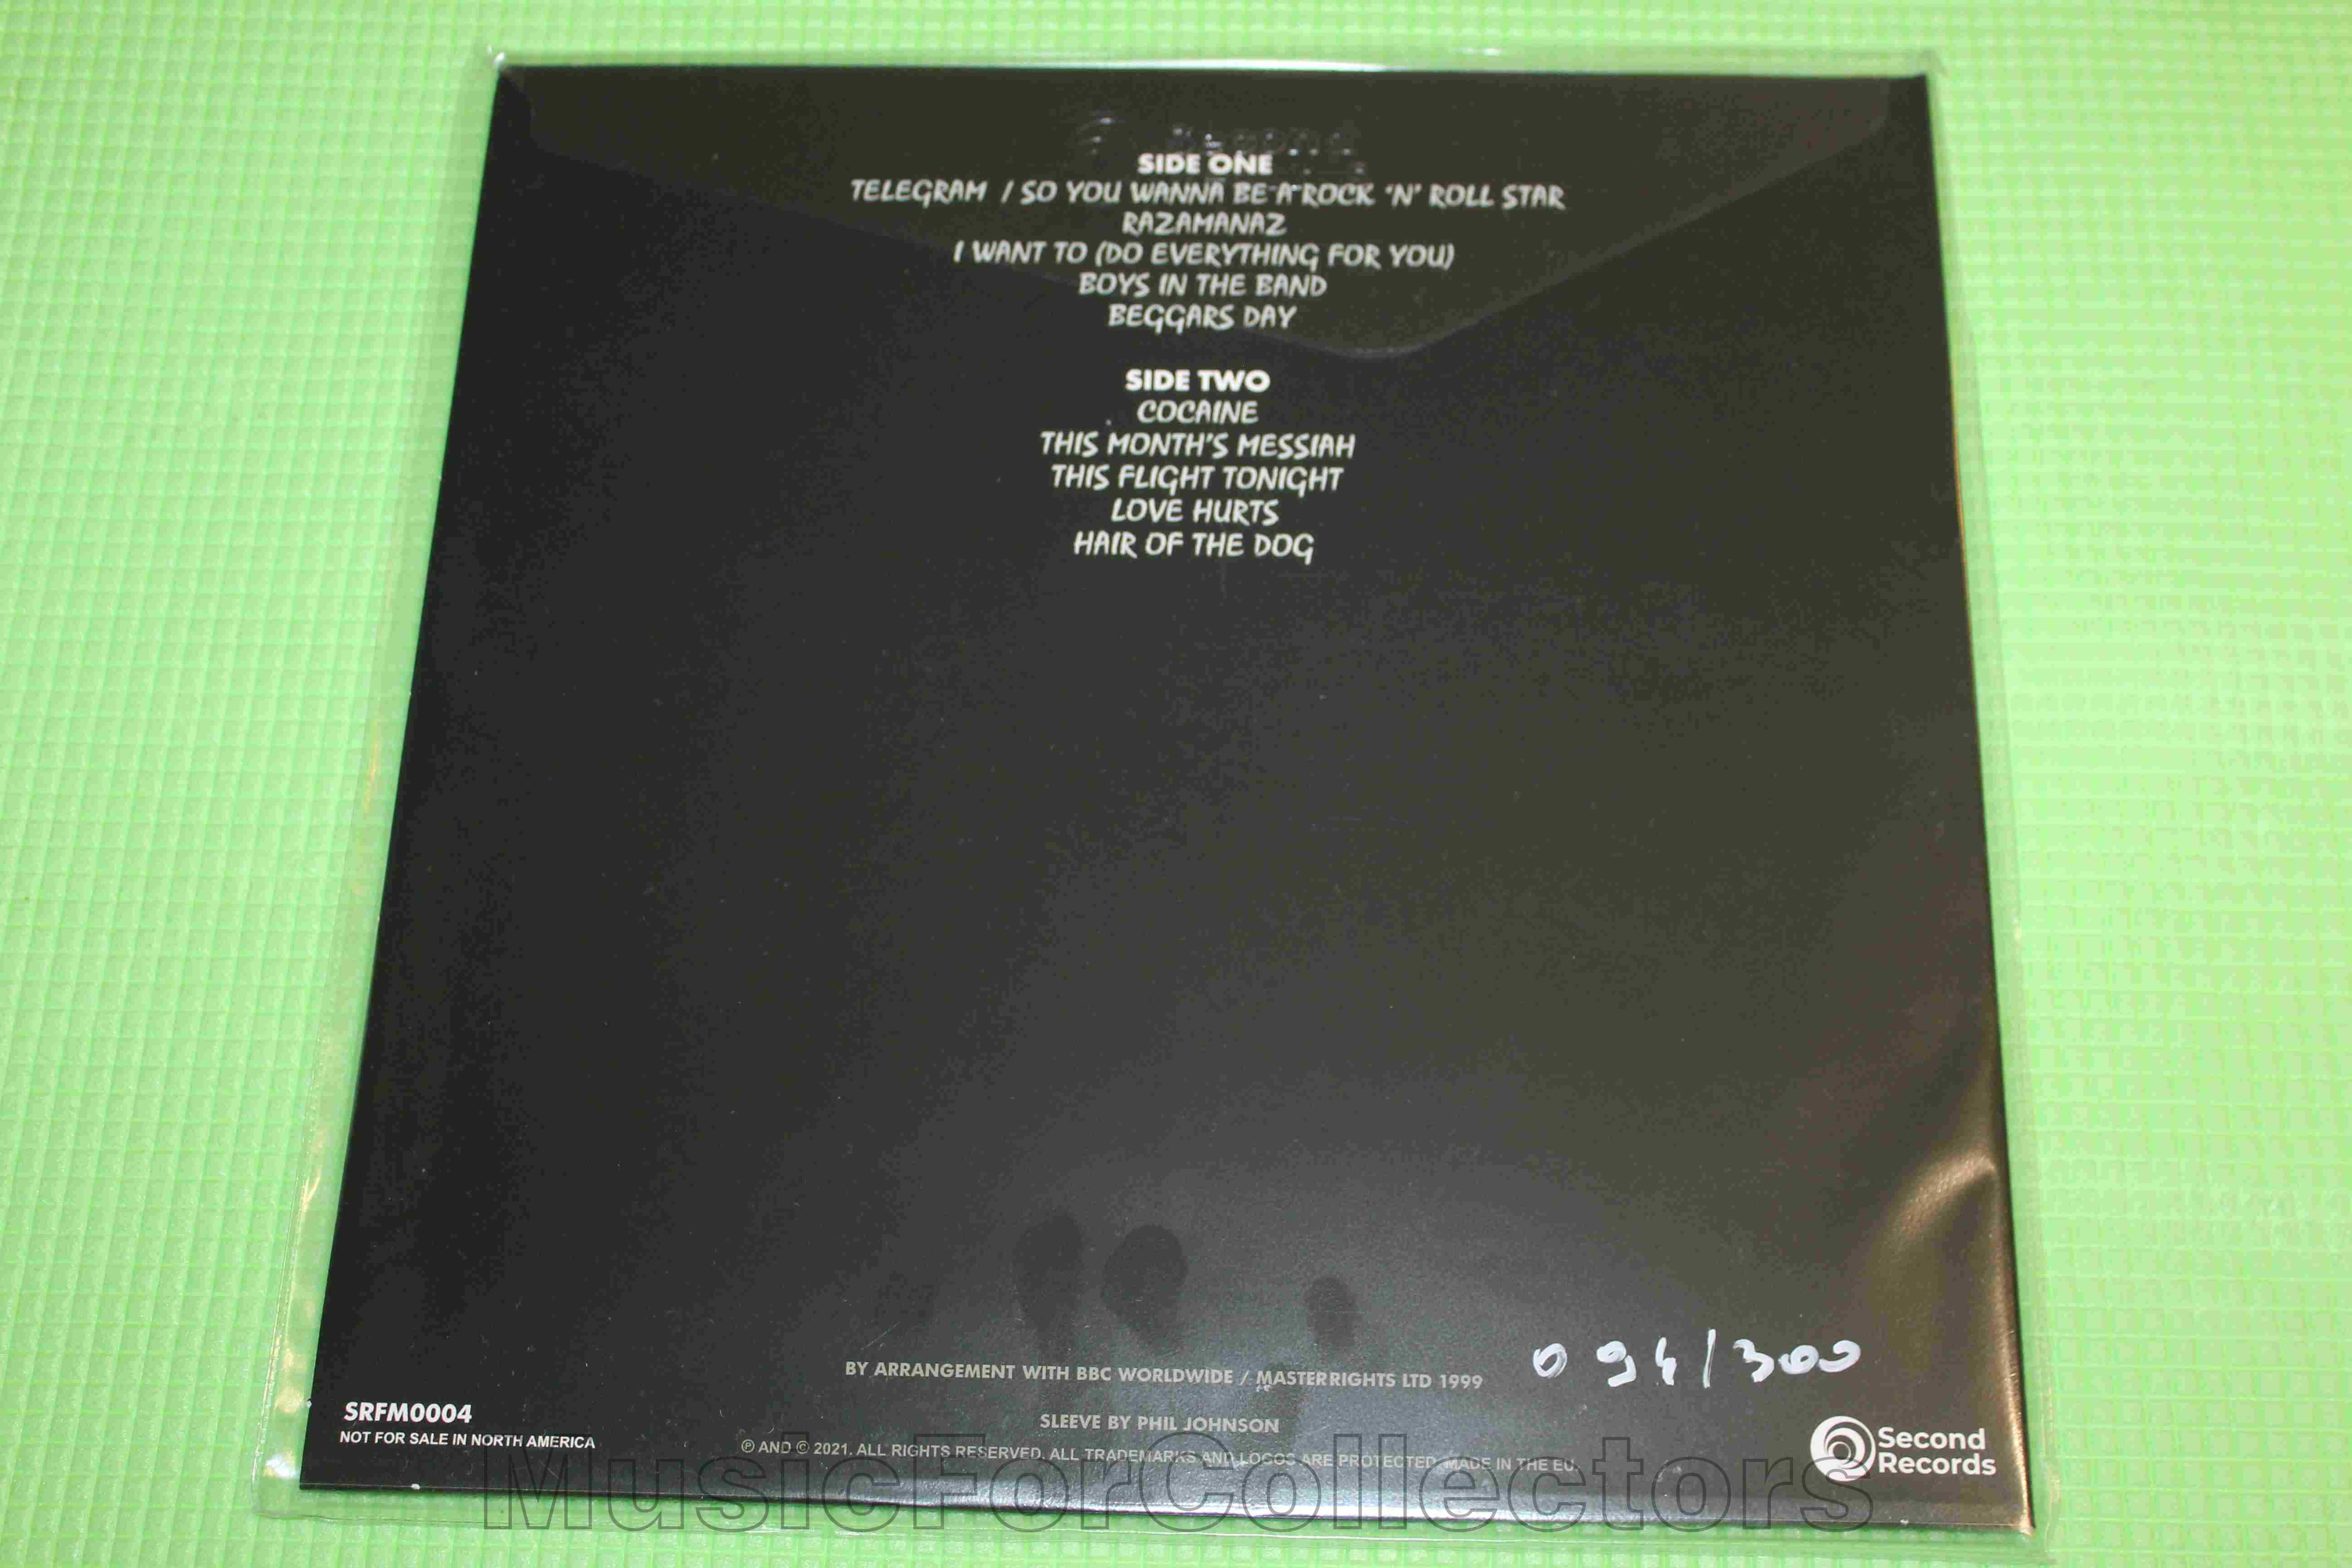 SIDE ONE
TELEGRAM / SO YOU WANNA BE A ROCK 'N' ROLL STAR
RAZAMANAZ
I WANT TO (DO EVERYTHING FOR YOU)
BOYS IN THE BAND
BEGGARS DAY
SIDE TWO
COCAINE
THIS MONTH'S MESSIAH
THIS FLIGHT TONIGHT
LOVE HURTS
HAIR OF THE DOG
BY ARRANGEMENT WITH BBC WORLDWIDE / MASTERRIGHTS LTD 1999
094/300
SRFM0004
NOT FOR SALE IN NORTH AMERICA
SLEEVE BY PHIL JOHNSON
℗ AND © 2021. ALL RIGHTS RESERVED. ALL TRADEMARKS AND LOGOS ARE PROTECTED. MADE IN THE EU.
Second
Records
MusicForCollectors